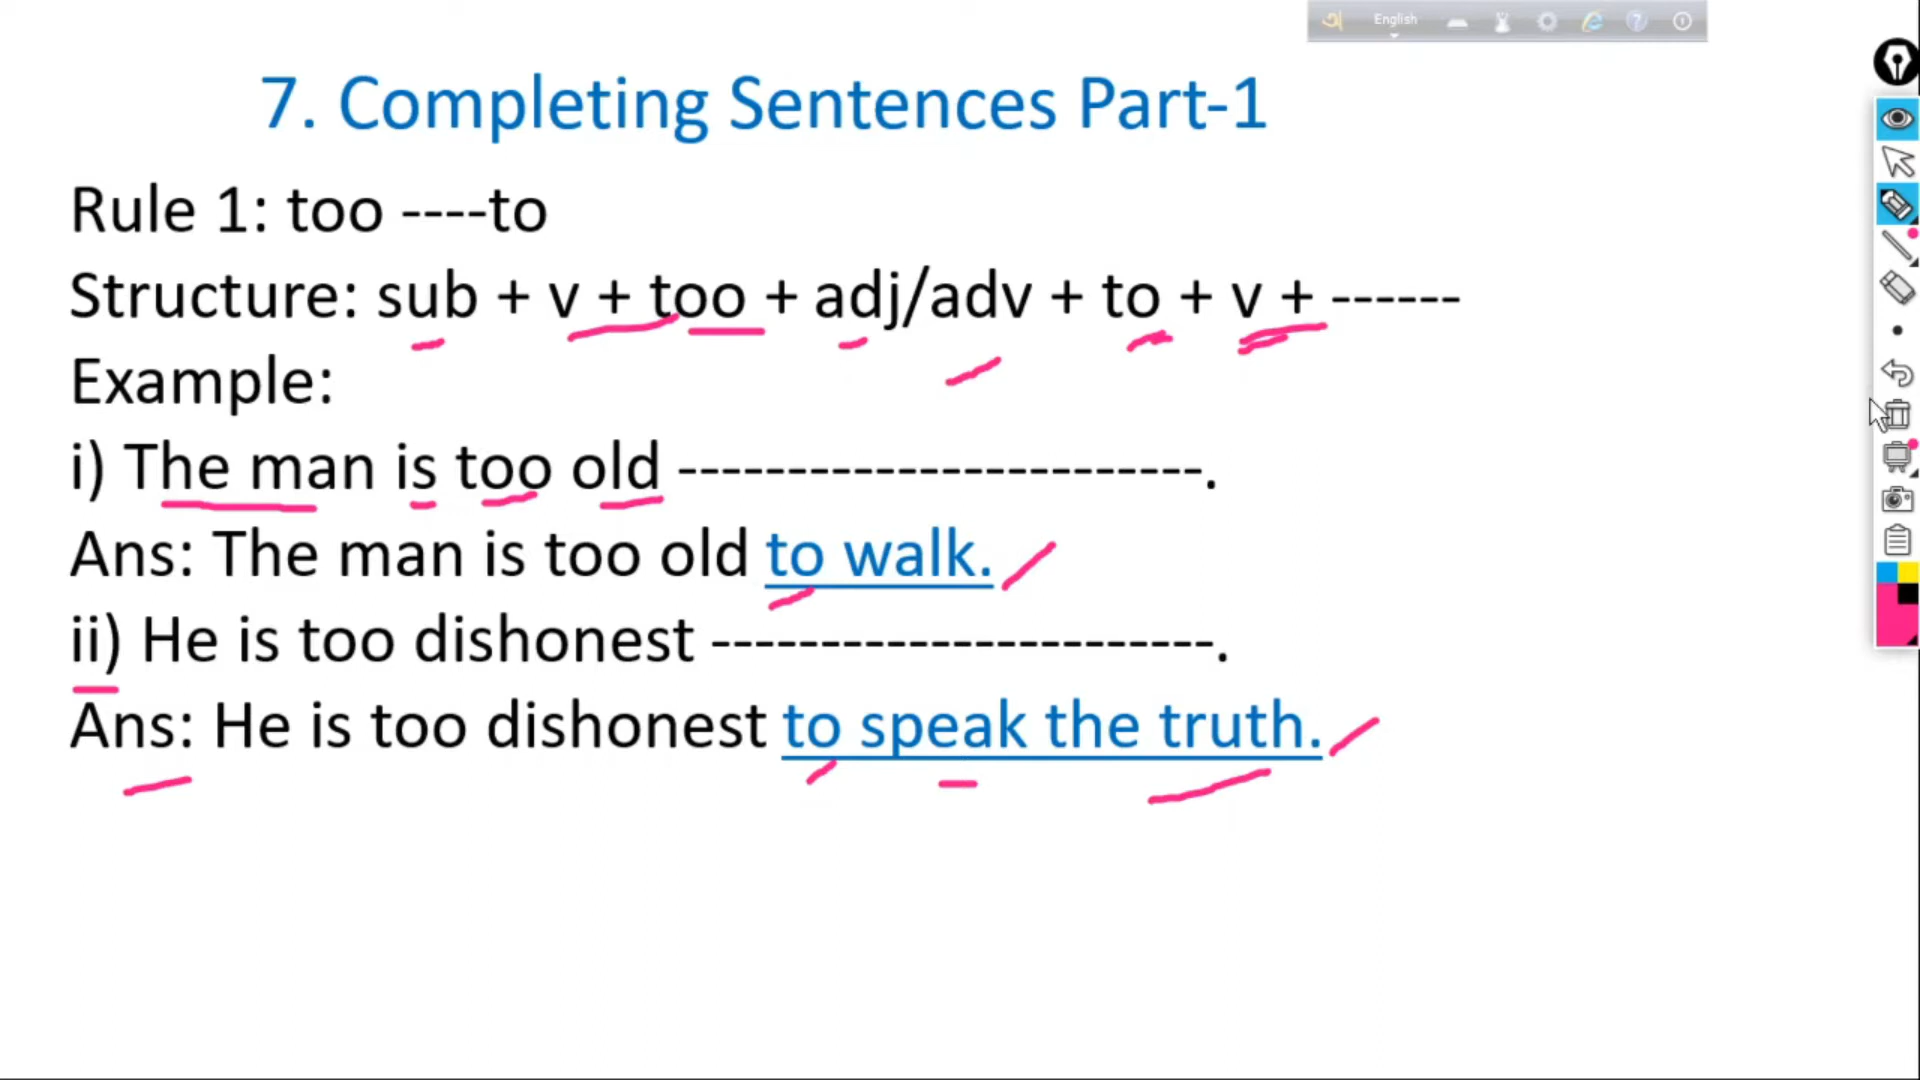 English
7. Completing Sentences Part-1
Rule 1: too ----to
Structure: sub + v + too + adj/adv + to + v + ------
Example:
i) The man is too old ------------------------.
Ans: The man is too old to walk.
ii) He is too dishonest -----------------------.
Ans: He is too dishonest to speak the truth.